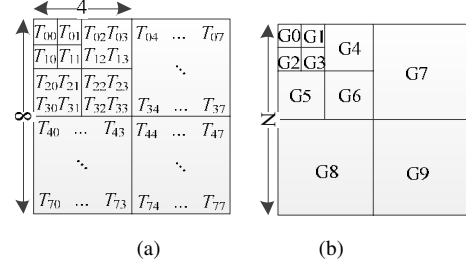 4
T00 T01 T02 T03 T04 ... T07
T10 T11 T12 T13
T20 T21 T22 T23
T30 T31 T32 T33 T34 ... T37
T40 ... T43 T44 ... T47
T70 ... T73 T74 ... T77
8
(a)
G0 G1 G4 G7
G2 G3
G5 G6
G8 G9
N
(b)